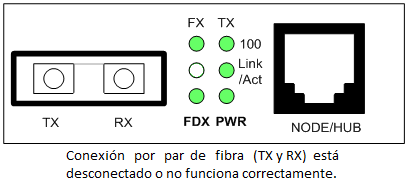 FX TX
100
Link
/Act
TX RX FDX PWR NODE/HUB
Conexión por par de fibra (TX y RX) está
desconectado o no funciona correctamente.